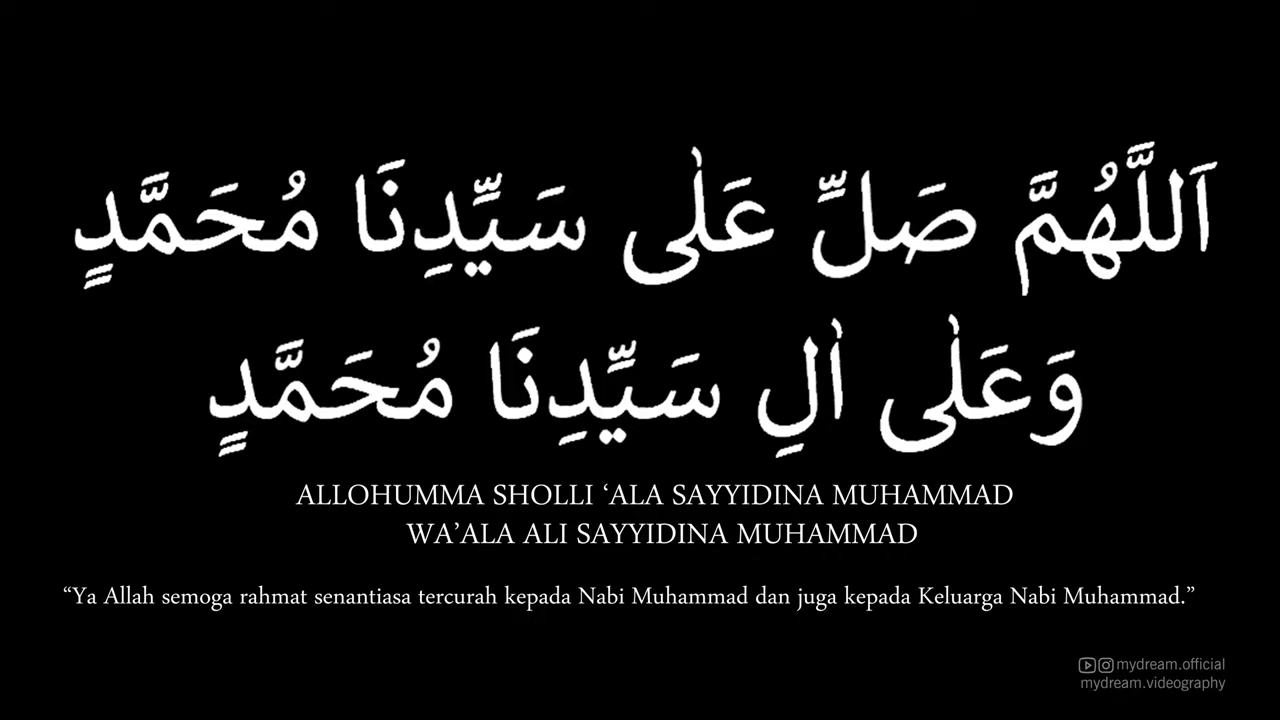 اَللَّهُمَّ صَلِّ عَلٰى سَيِّدِنَا مُحَمَّدٍ
وَعَلٰى اٰلِ سَيِّدِنَا مُحَمَّدٍ
ALLOHUMMA SHOLLI ‘ALA SAYYIDINA MUHAMMAD
WA’ALA ALI SAYYIDINA MUHAMMAD
“Ya Allah semoga rahmat senantiasa tercurah kepada Nabi Muhammad dan juga kepada Keluarga Nabi Muhammad.”
mydream.official
mydream.videography